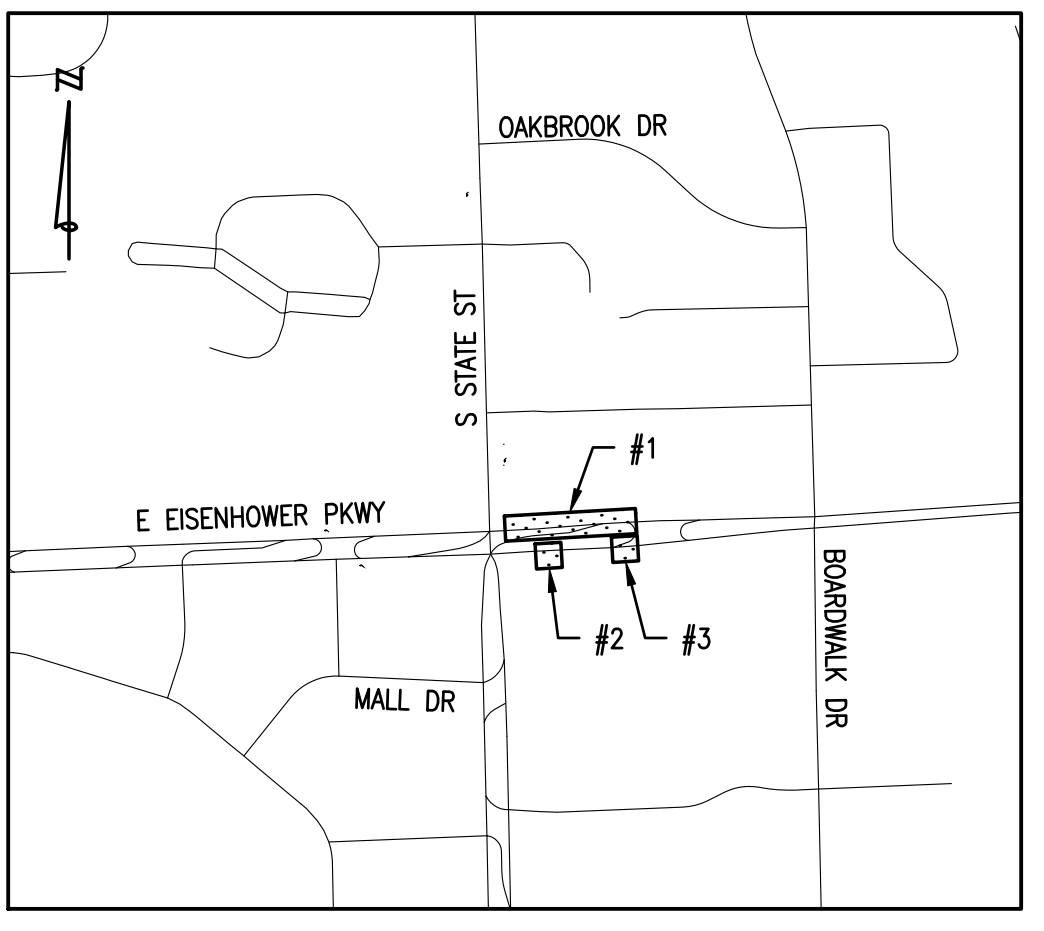 N
OAKBROOK DR
S STATE ST
#1
E EISENHOWER PKWY
BOARDWALK DR
#2
#3
MALL DR